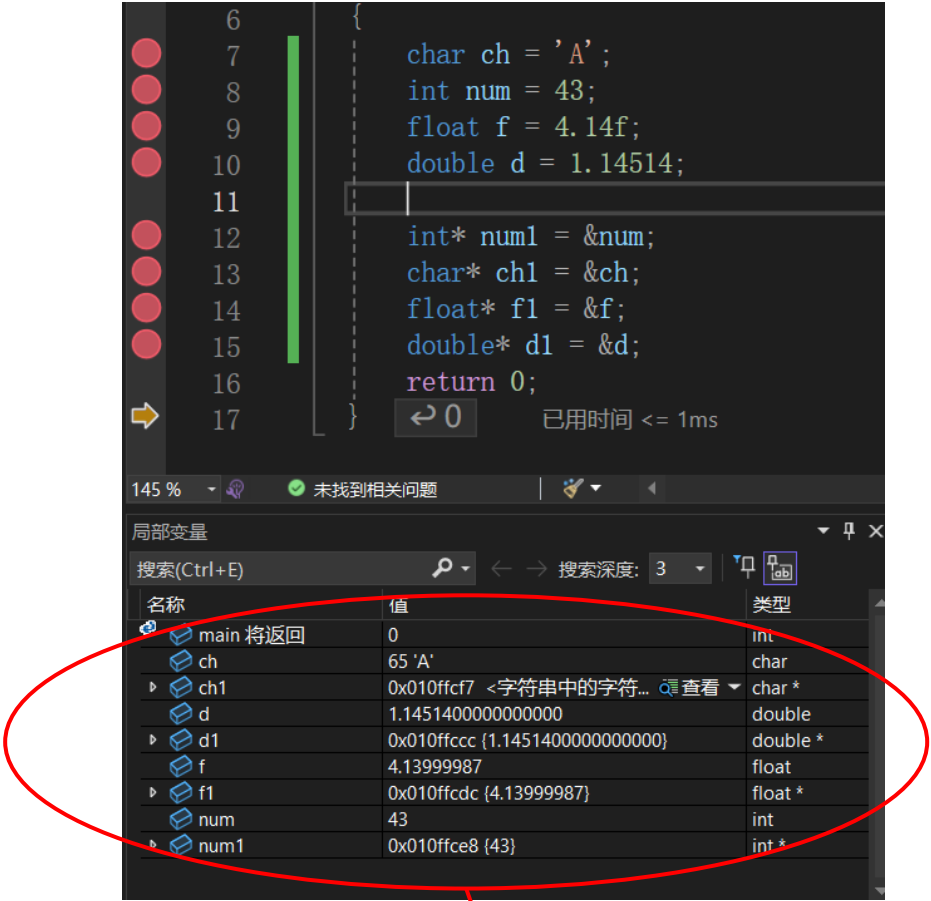 6 {
7 char ch = 'A';
8 int num = 43;
9 float f = 4.14f;
10 double d = 1.14514;
11
12 int* num1 = &num;
13 char* ch1 = &ch;
14 float* f1 = &f;
15 double* d1 = &d;
16 return 0;
17 } 0 已用时间 <= 1ms
145 % 未找到相关问题
局部变量
搜索(Ctrl+E) 搜索深度: 3
名称 值 类型
main 将返回 0 int
ch 65 'A' char
ch1 0x010ffcf7 <字符串中的字符... 查看 char *
d 1.1451400000000000 double
d1 0x010ffccc {1.1451400000000000} double *
f 4.13999987 float
f1 0x010ffcdc {4.13999987} float *
num 43 int
num1 0x010ffce8 {43} int *